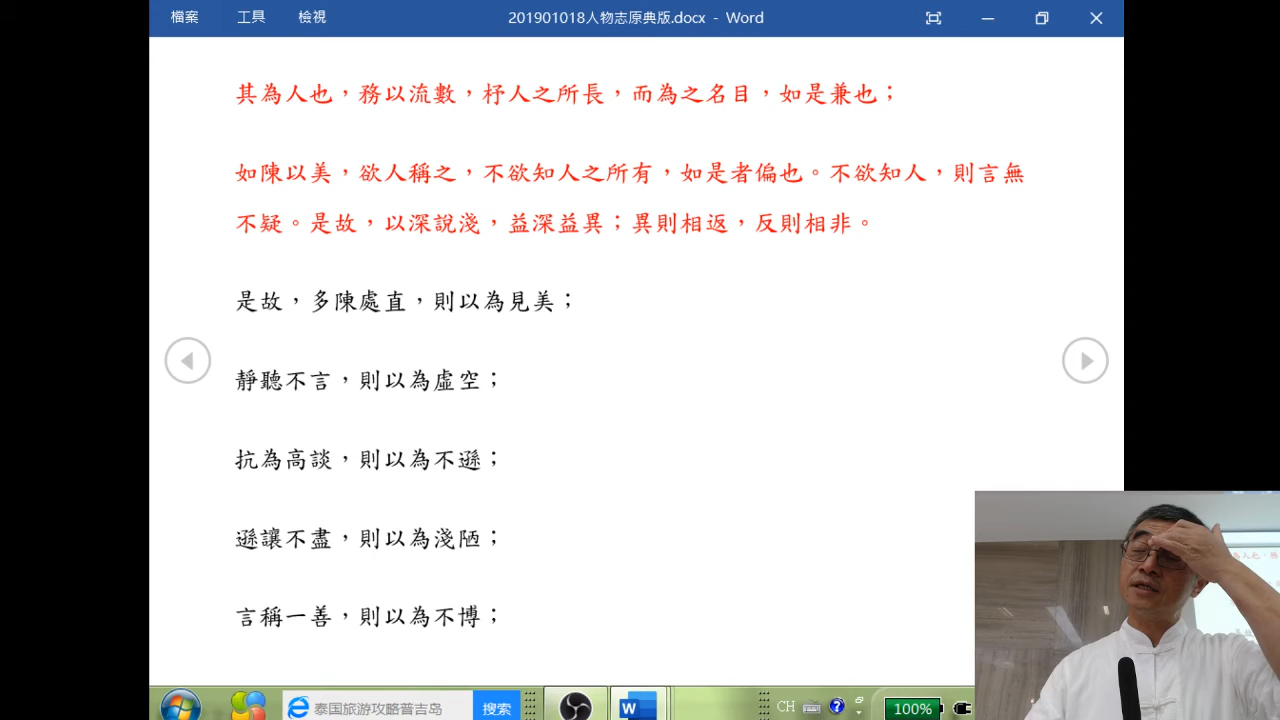 檔案 工具 檢視 201901018人物志原典版.docx - Word
其為人也，務以流數，杼人之所長，而為之名目，如是兼也；
如陳以美，欲人稱之，不欲知人之所有，如是者偏也。不欲知人，則言無
不疑。是故，以深說淺，益深益異；異則相返，反則相非。
是故，多陳處直，則以為見美；
靜聽不言，則以為虛空；
抗為高談，則以為不遜；
遜讓不盡，則以為淺陋；
言稱一善，則以為不博；
泰国旅游攻略普吉岛 搜索 W CH 100%